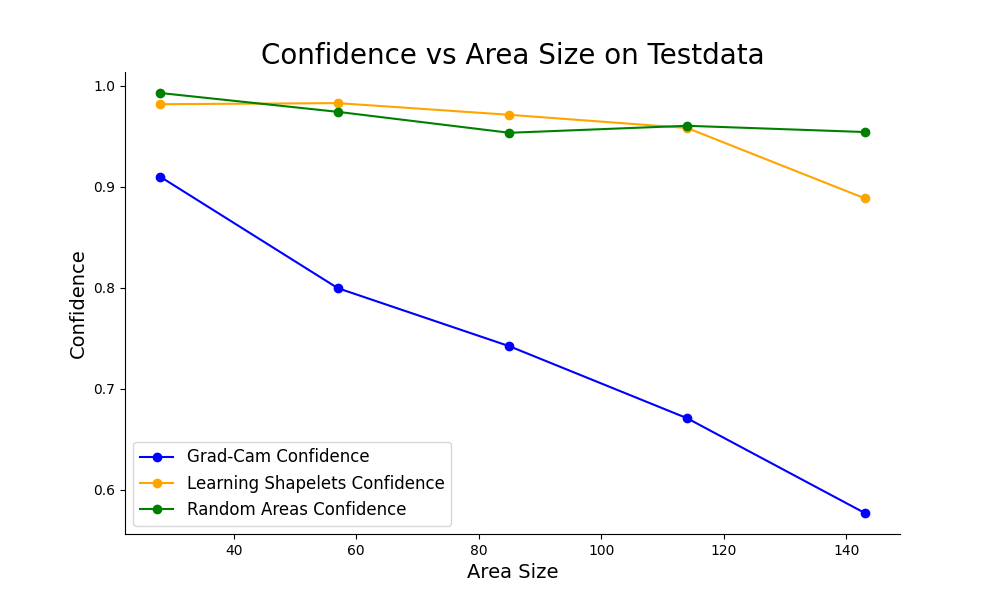 Confidence vs Area Size on Testdata
1.0
0.9
0.8
0.7
0.6
Confidence
Grad-Cam Confidence
Learning Shapelets Confidence
Random Areas Confidence
40 60 80 100 120 140
Area Size